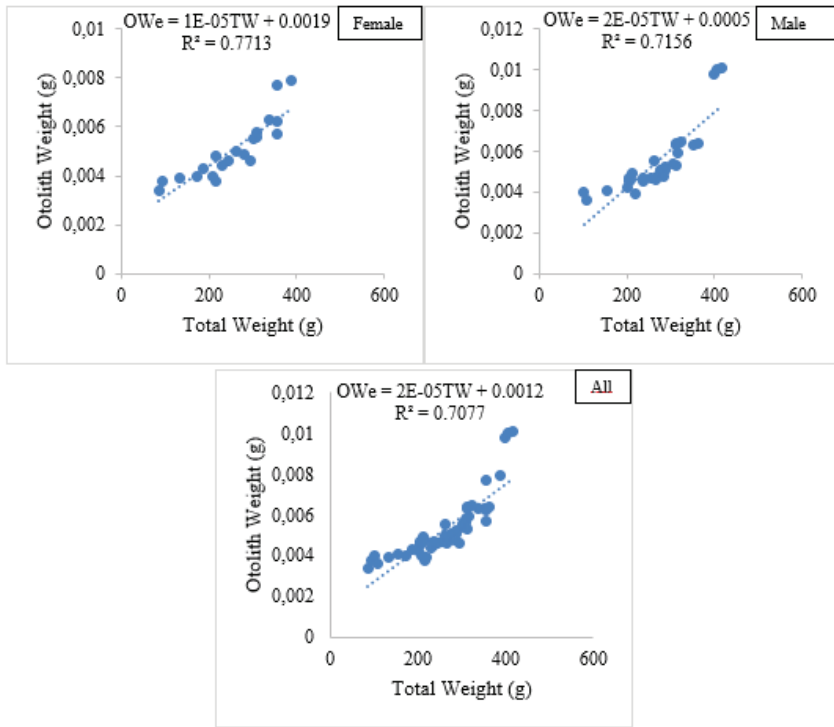 OWe = 1E-05TW + 0.0019
R² = 0.7713
Female
0,01
0,008
0,006
0,004
0,002
0
0
200
400
600
Otolith Weight (g)
Total Weight (g)
OWe = 2E-05TW + 0.0005
R² = 0.7156
Male
0,012
0,01
0,008
0,006
0,004
0,002
0
0
200
400
600
Otolith Weight (g)
Total Weight (g)
OWe = 2E-05TW + 0.0012
R² = 0.7077
All
0,012
0,01
0,008
0,006
0,004
0,002
0
0
200
400
600
Otolith Weight (g)
Total Weight (g)